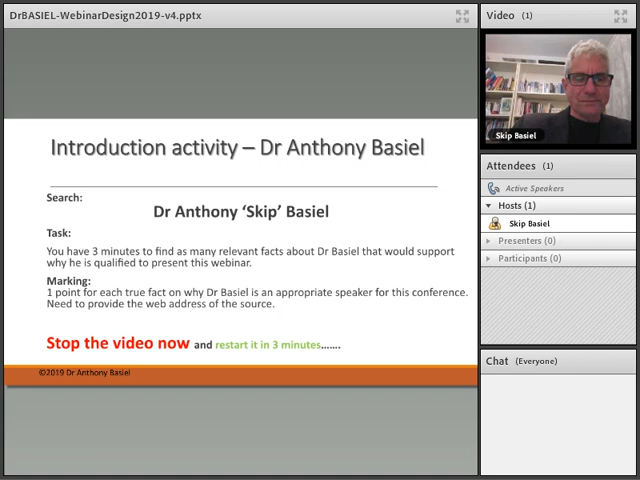 DrBASIEL-WebinarDesign2019-v4.pptx
Introduction activity – Dr Anthony Basiel
Search:
Dr Anthony ‘Skip’ Basiel
Task:
You have 3 minutes to find as many relevant facts about Dr Basiel that would support
why he is qualified to present this webinar.
Marking:
1 point for each true fact on why Dr Basiel is an appropriate speaker for this conference.
Need to provide the web address of the source.
Stop the video now and restart it in 3 minutes…….
©2019 Dr Anthony Basiel
Video (1)
Skip Basiel
Attendees (1)
Active Speakers
Hosts (1)
Skip Basiel
Presenters (0)
Participants (0)
Chat (Everyone)